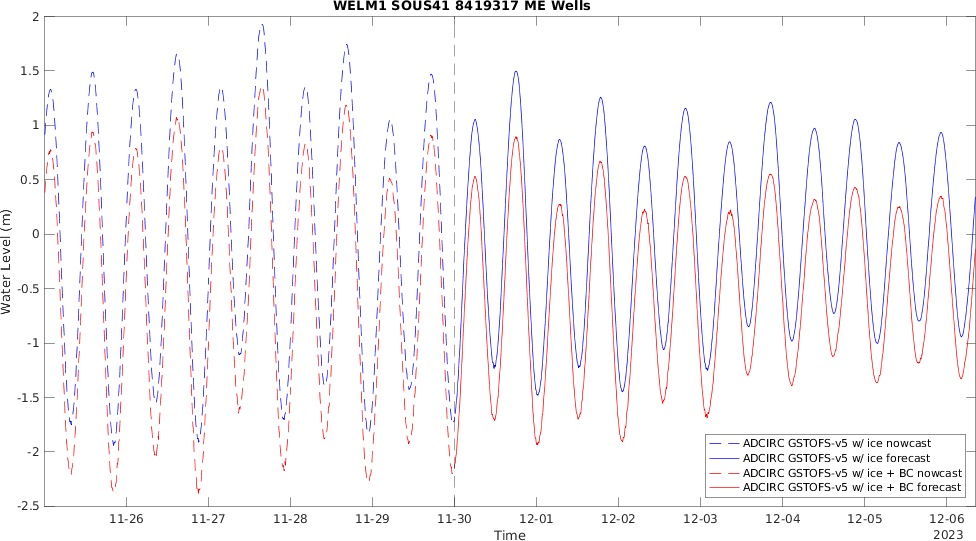 WELM1 SOUS41 8419317 ME Wells
2
1.5
1
0.5
0
-0.5
-1
-1.5
-2
-2.5
Water Level (m)
ADCIRC GSTOFS-v5 w/ ice nowcast
ADCIRC GSTOFS-v5 w/ ice forecast
ADCIRC GSTOFS-v5 w/ ice + BC nowcast
ADCIRC GSTOFS-v5 w/ ice + BC forecast
11-26 11-27 11-28 11-29 11-30 12-01 12-02 12-03 12-04 12-05 12-06
Time
2023